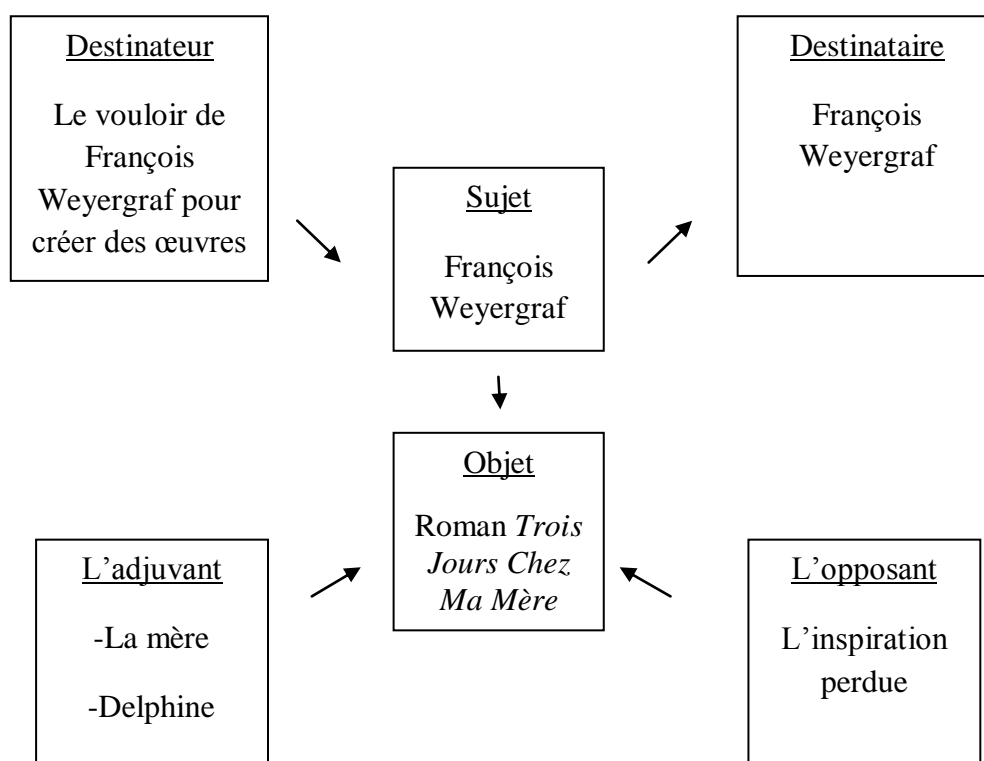 Destinateur
Le vouloir de
François
Weyergraf pour
créer des œuvres
Destinataire
François
Weyergraf
Sujet
François
Weyergraf
Objet
Roman Trois
Jours Chez
Ma Mère
L’adjuvant
-La mère
-Delphine
L’opposant
L’inspiration
perdue